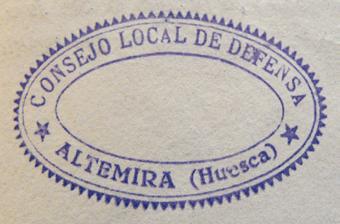 CONSEJO LOCAL DE DEFENSA
ALTEMIRA (Huesca)